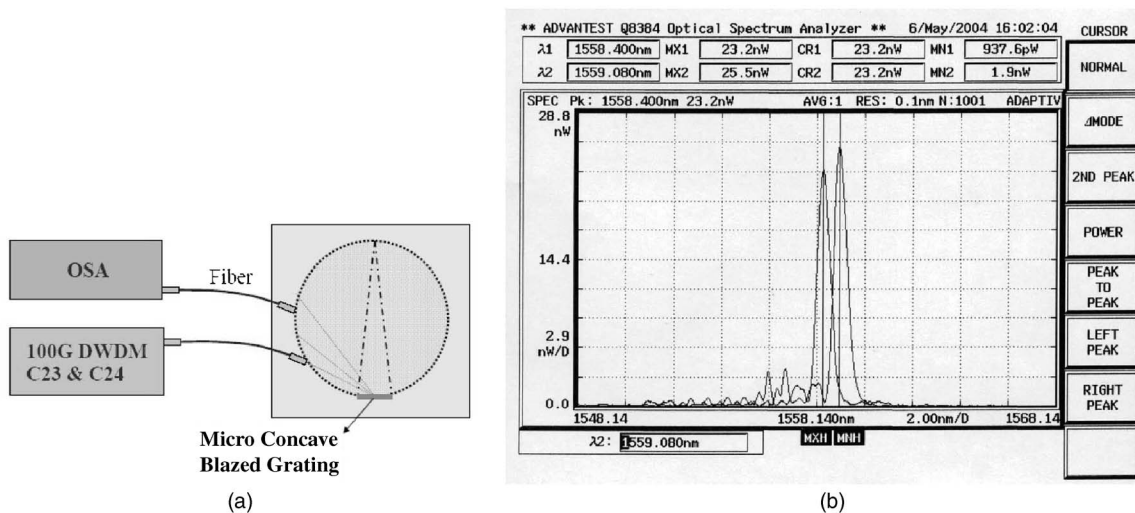 OSA
Fiber
100G DWDM
C23 & C24
Micro Concave
Blazed Grating
(a)
** ADVANTEST Q8384 Optical Spectrum Analyzer ** 6/May/2004 16:02:04
λ1 1558.400nm MX1 23.2nW CR1 23.2nW MN1 937.6pW
λ2 1559.080nm MX2 25.5nW CR2 23.2nW MN2 1.9nW
SPEC Pk: 1558.400nm 23.2nW AVG:1 RES: 0.1nm N:1001 ADAPTIV
28.8
nW
14.4
2.9
nW/D
0.0
1548.14 1558.140nm 2.00nm/D 1568.14
λ2: 1559.080nm
MXH MNH
CURSOR
NORMAL
⊿MODE
2ND PEAK
POWER
PEAK
TO
PEAK
LEFT
PEAK
RIGHT
PEAK
(b)